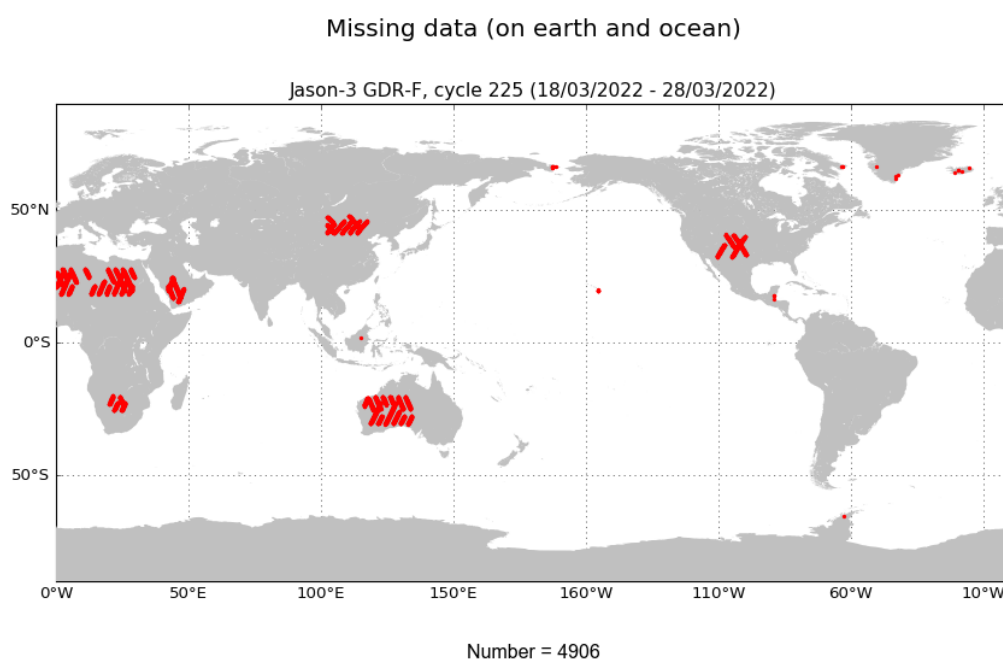 Missing data (on earth and ocean)
Jason-3 GDR-F, cycle 225 (18/03/2022 - 28/03/2022)
50°N
0°S
50°S
0°W 50°E 100°E 150°E 160°W 110°W 60°W 10°W
Number = 4906